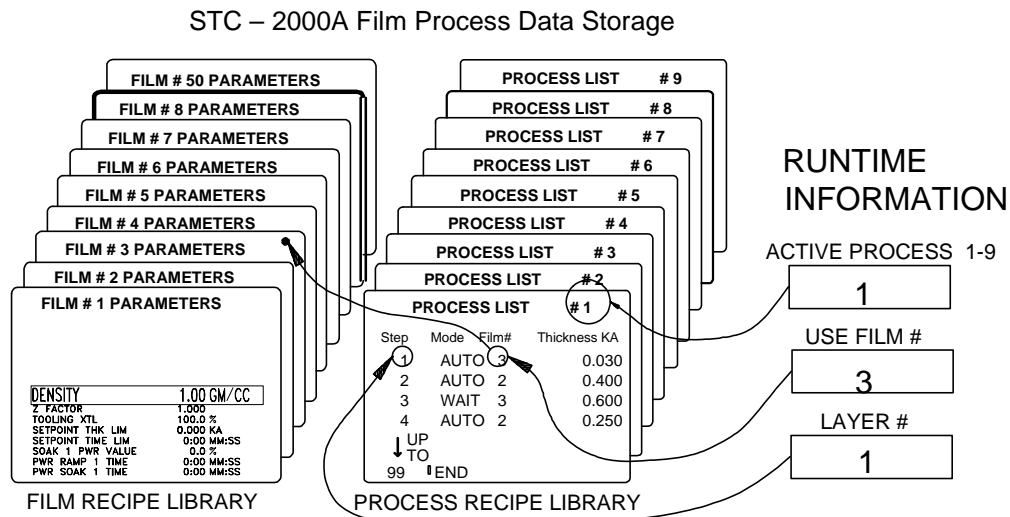 STC – 2000A Film Process Data Storage
FILM # 50 PARAMETERS
FILM # 8 PARAMETERS
FILM # 7 PARAMETERS
FILM # 6 PARAMETERS
FILM # 5 PARAMETERS
FILM # 4 PARAMETERS
FILM # 3 PARAMETERS
FILM # 2 PARAMETERS
FILM # 1 PARAMETERS
DENSITY 1.00 GM/CC
Z FACTOR 1.000
TOOLING XTL 100.0 %
SETPOINT THK LIM 0.000 KA
SETPOINT TIME LIM 0:00 MM:SS
SOAK 1 PWR VALUE 0.0 %
PWR RAMP 1 TIME 0:00 MM:SS
PWR SOAK 1 TIME 0:00 MM:SS
FILM RECIPE LIBRARY
PROCESS LIST # 9
PROCESS LIST # 8
PROCESS LIST # 7
PROCESS LIST # 6
PROCESS LIST # 5
PROCESS LIST # 4
PROCESS LIST # 3
PROCESS LIST # 2
PROCESS LIST # 1
Step Mode Film# Thickness KA
1 AUTO 3 0.030
2 AUTO 2 0.400
3 WAIT 3 0.600
4 AUTO 2 0.250
UP
TO
99 END
PROCESS RECIPE LIBRARY
RUNTIME
INFORMATION
ACTIVE PROCESS 1-9
1
USE FILM #
3
LAYER #
1